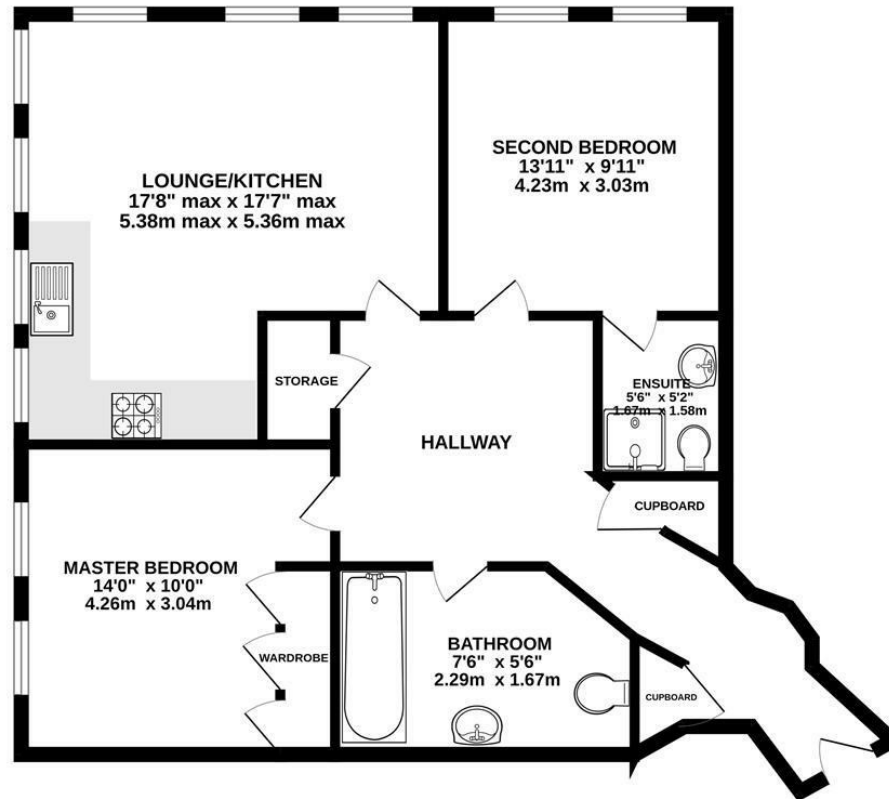 LOUNGE/KITCHEN
17'8" max x 17'7" max
5.38m max x 5.36m max
SECOND BEDROOM
13'11" x 9'11"
4.23m x 3.03m
STORAGE
ENSUITE
5'6" x 5'2"
1.67m x 1.58m
HALLWAY
CUPBOARD
MASTER BEDROOM
14'0" x 10'0"
4.26m x 3.04m
WARDROBE
BATHROOM
7'6" x 5'6"
2.29m x 1.67m
CUPBOARD